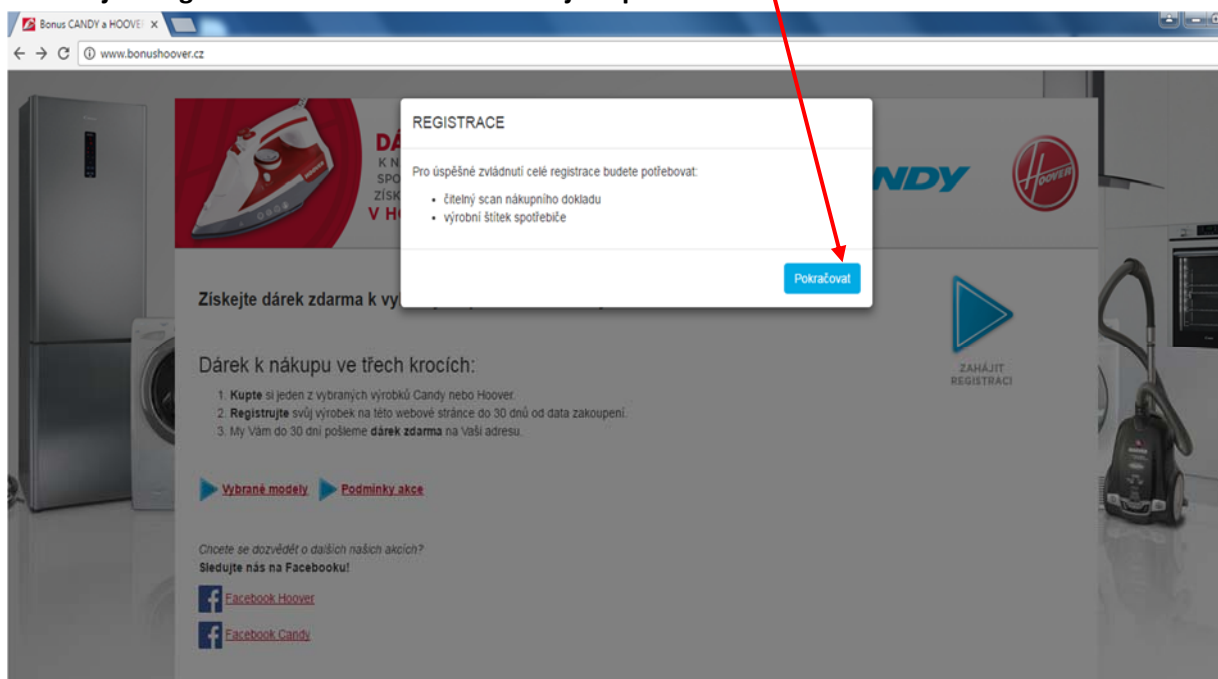 Bonus CANDY a HOOVE
www.bonushoover.cz
REGISTRACE
Pro úspěšné zvládnutí celé registrace budete potřebovat:
• čitelný scan nákupního dokladu
• výrobní štítek spotřebiče
Pokračovat
DÁ
K N
SPO
ZÍSK
V H
NDY
HOOVER
Získejte dárek zdarma k vy
Dárek k nákupu ve třech krocích:
1. Kupte si jeden z vybraných výrobků Candy nebo Hoover.
2. Registrujte svůj výrobek na této webové stránce do 30 dnů od data zakoupení.
3. My Vám do 30 dní pošleme dárek zdarma na Vaši adresu.
ZAHÁJIT
REGISTRACI
Vybrané modely Podmínky akce
Chcete se dozvědět o dalších našich akcích?
Sledujte nás na Facebooku!
Facebook Hoover
Facebook Candy